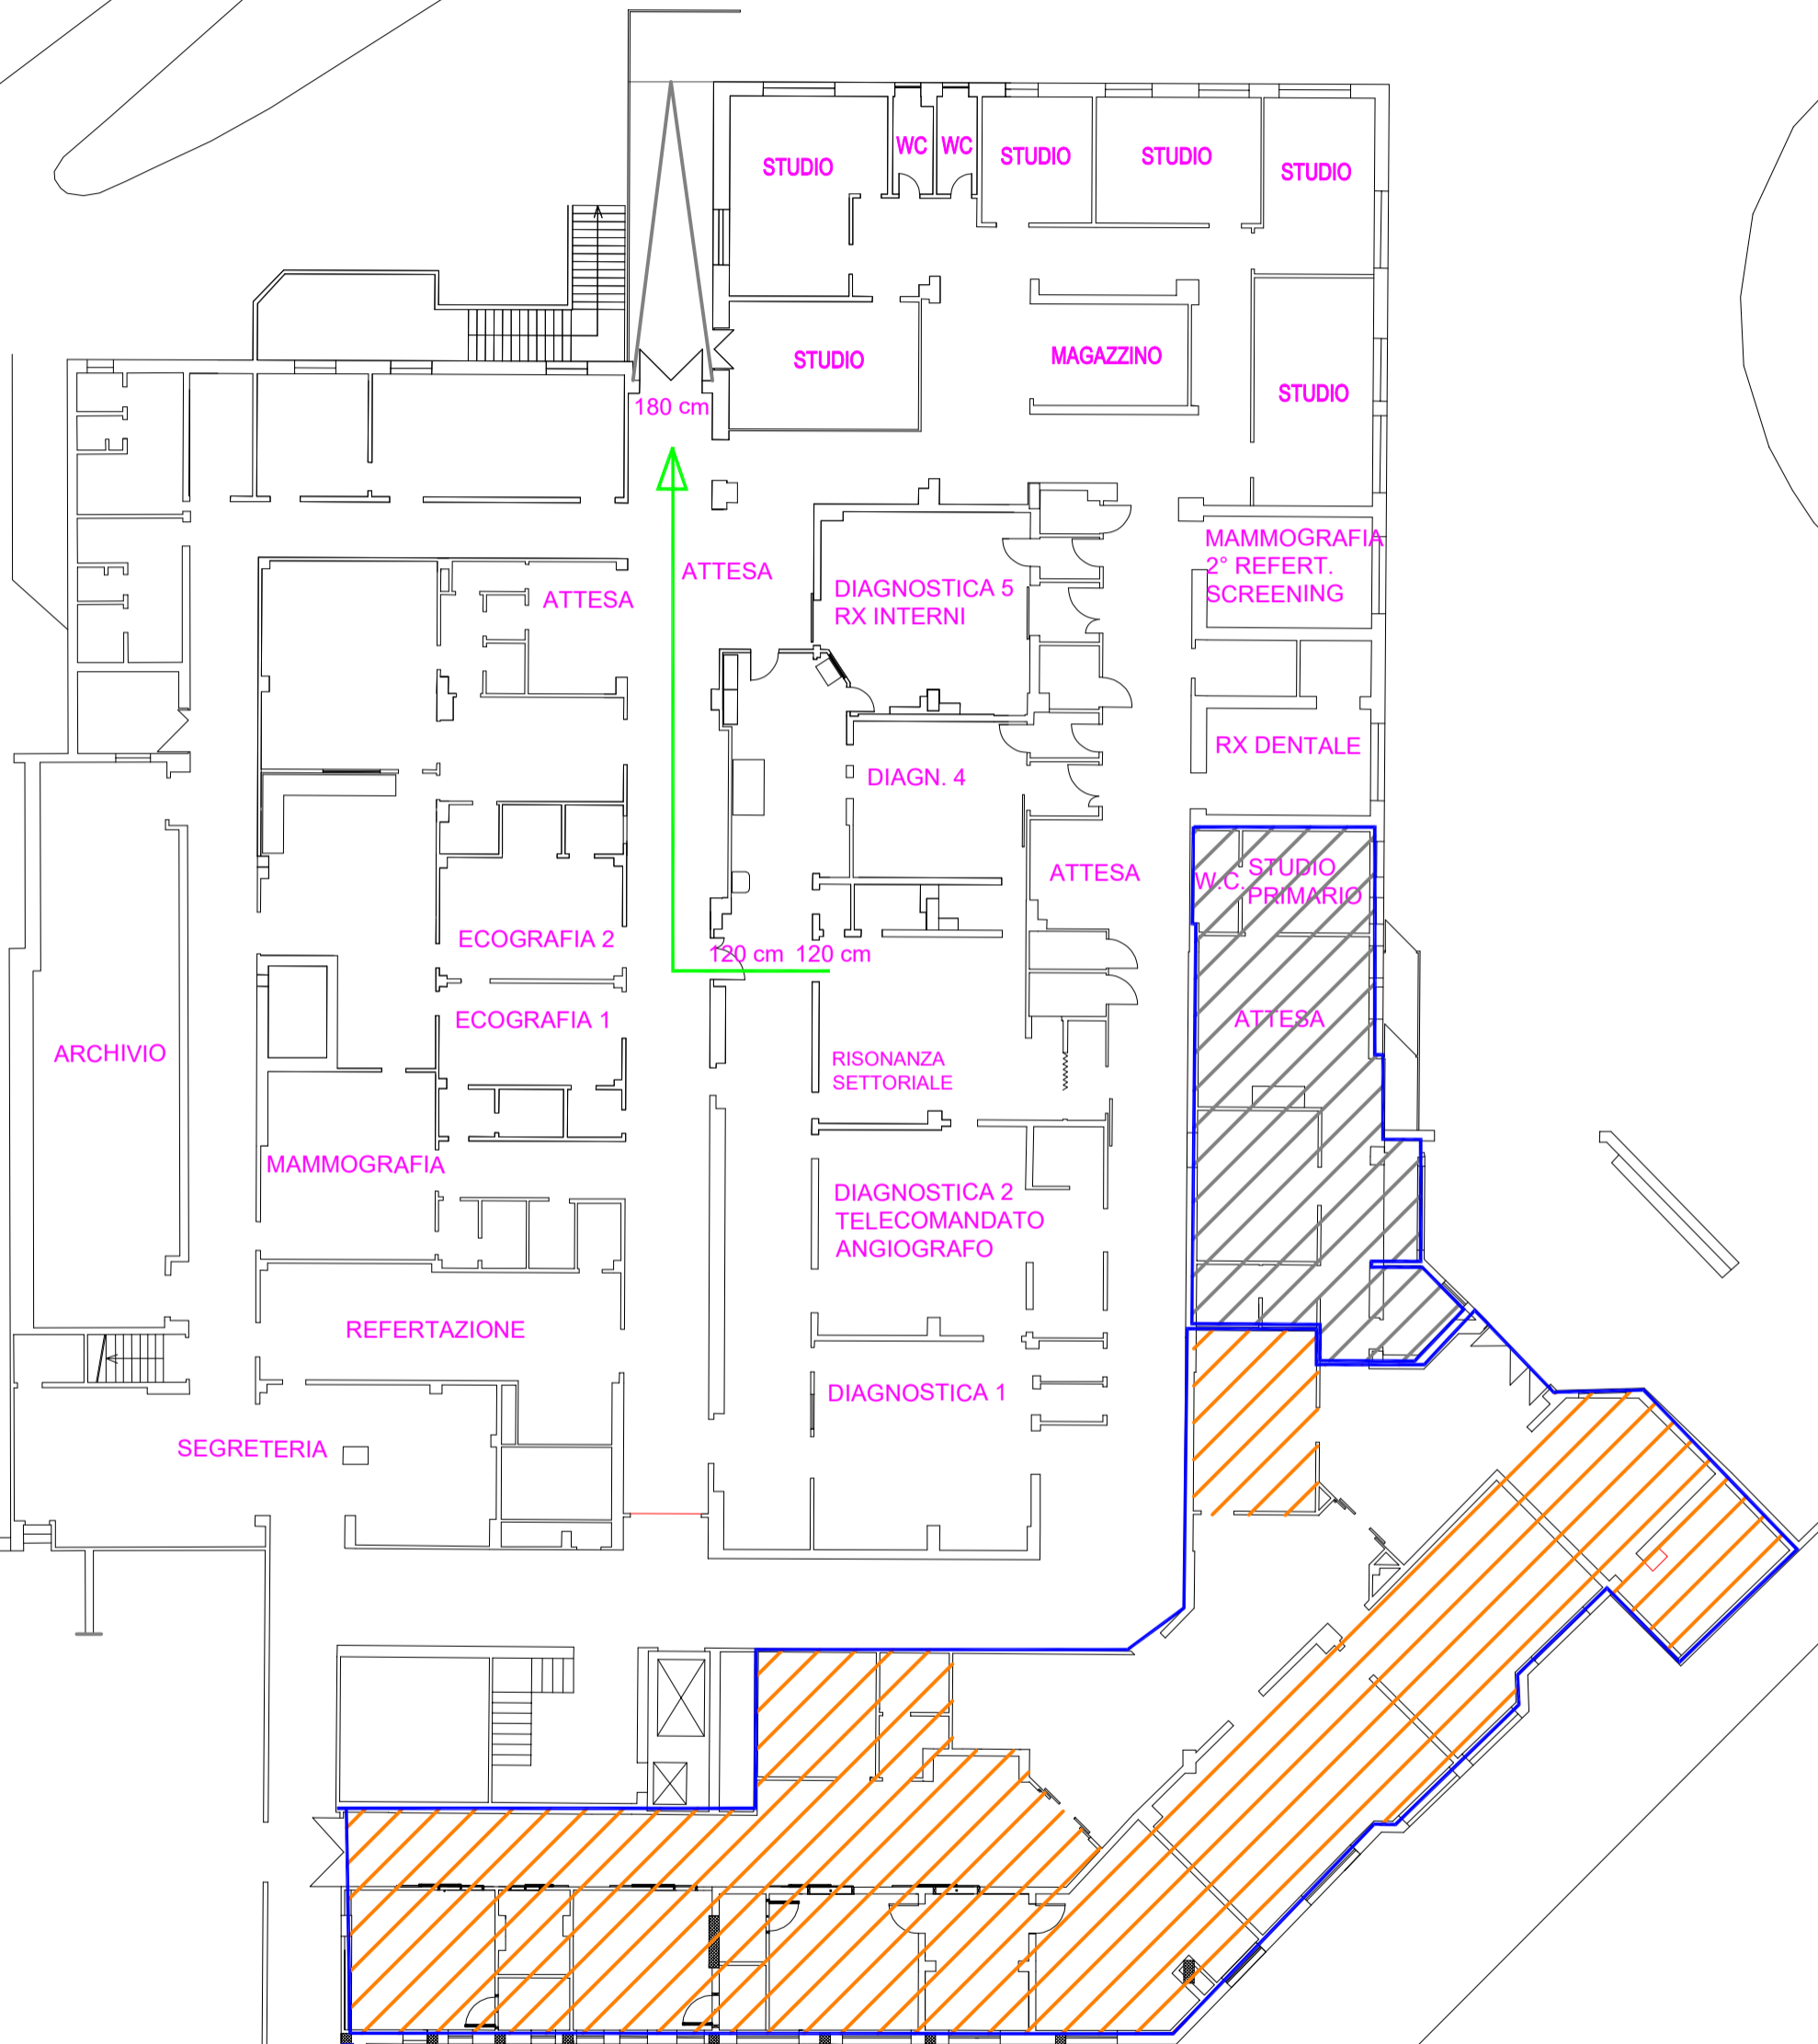 WC
WC
STUDIO
STUDIO
STUDIO
STUDIO
STUDIO
MAGAZZINO
STUDIO
180 cm
MAMMOGRAFIA
2° REFERT.
SCREENING
ATTESA
DIAGNOSTICA 5
RX INTERNI
ATTESA
RX DENTALE
DIAGN. 4
ATTESA
W.C.
STUDIO
PRIMARIO
ECOGRAFIA 2
120 cm
120 cm
ECOGRAFIA 1
ATTESA
ARCHIVIO
RISONANZA
SETTORIALE
MAMMOGRAFIA
DIAGNOSTICA 2
TELECOMANDATO
ANGIOGRAFO
REFERTAZIONE
DIAGNOSTICA 1
SEGRETERIA